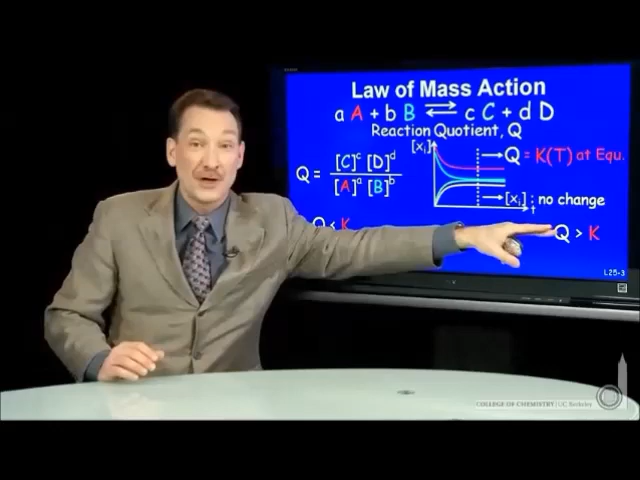 Law of Mass Action
a A + b B ⇌ c C + d D
Reaction Quotient, Q
Q = [C]ᶜ [D]ᵈ / [A]ᵃ [B]ᵇ
[xᵢ]
Q = K(T) at Equ.
[xᵢ] : no change
t
Q < K
Q > K
L25-3
COLLEGE OF CHEMISTRY | UC Berkeley